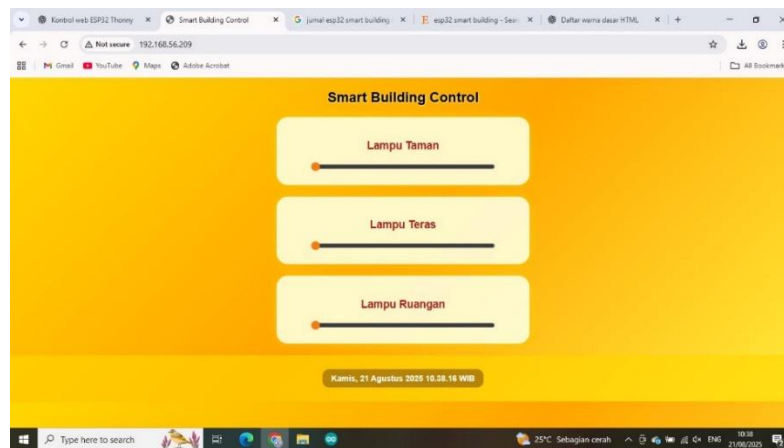 Kontrol web ESP32 Thonny
Smart Building Control
jurnal esp32 smart building
esp32 smart building - Sear
Daftar warna dasar HTML
Not secure 192.168.56.209
Gmail YouTube Maps Adobe Acrobat All Bookmark
Smart Building Control
Lampu Taman
Lampu Teras
Lampu Ruangan
Kamis, 21 Agustus 2025 10.38.16 WIB
Type here to search
25°C Sebagian cerah ENG
10:38
21/08/2025